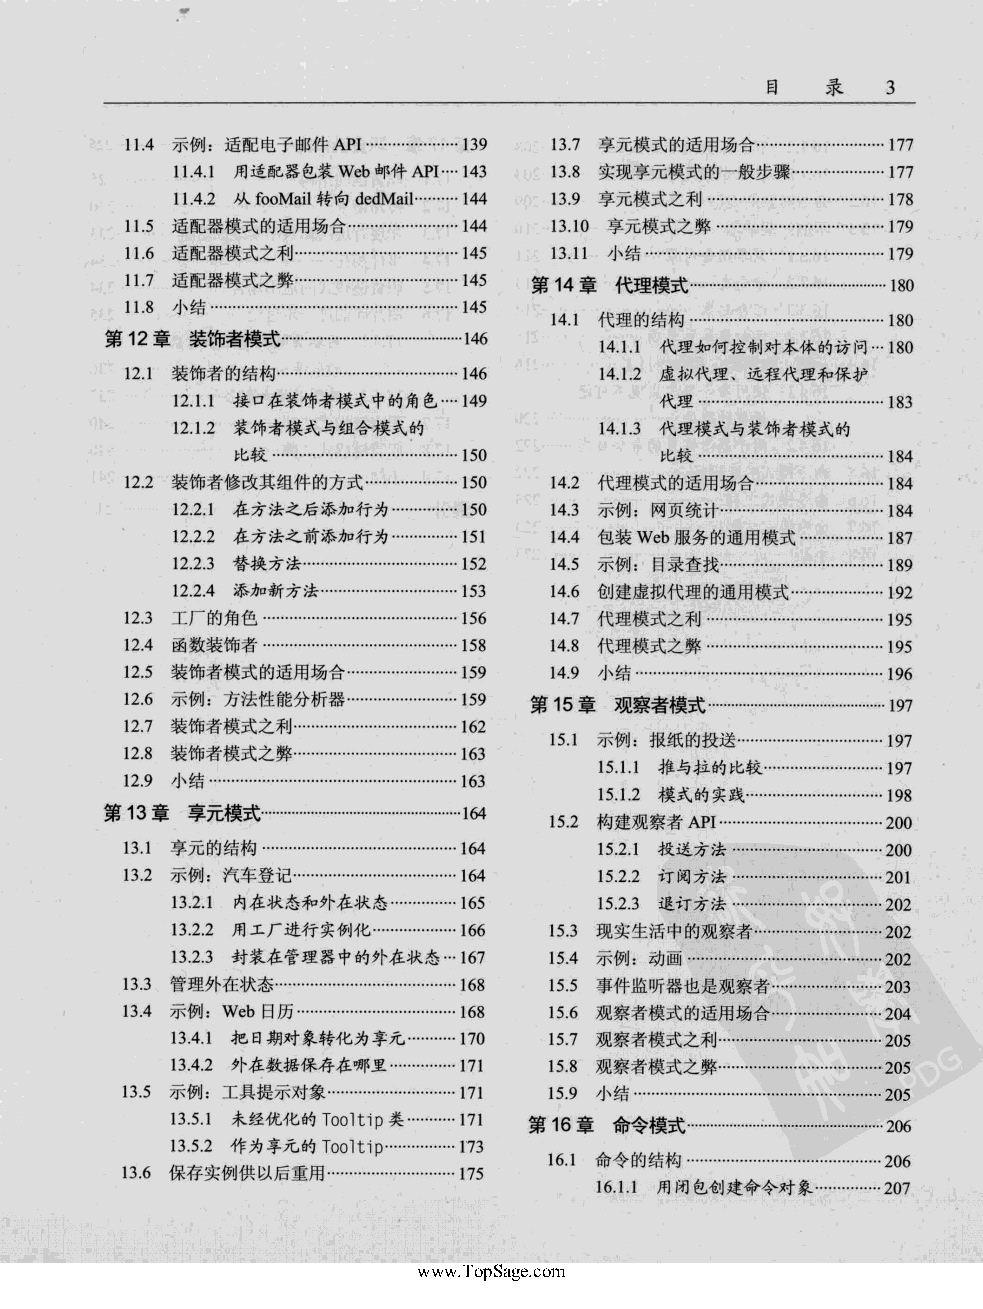 目 录 3
11.4 示例：适配电子邮件 API……………139
11.4.1 用适配器包装 Web 邮件 API…143
11.4.2 从 fooMail 转向 dedMail………144
11.5 适配器模式的适用场合………………144
11.6 适配器模式之利………………………145
11.7 适配器模式之弊………………………145
11.8 小结……………………………………145
第 12 章 装饰者模式………………………146
12.1 装饰者的结构…………………………146
12.1.1 接口在装饰者模式中的角色…149
12.1.2 装饰者模式与组合模式的
比较……………………………150
12.2 装饰者修改其组件的方式……………150
12.2.1 在方法之后添加行为…………150
12.2.2 在方法之前添加行为…………151
12.2.3 替换方法………………………152
12.2.4 添加新方法……………………153
12.3 工厂的角色……………………………156
12.4 函数装饰者……………………………158
12.5 装饰者模式的适用场合………………159
12.6 示例：方法性能分析器………………159
12.7 装饰者模式之利………………………162
12.8 装饰者模式之弊………………………163
12.9 小结……………………………………163
第 13 章 享元模式…………………………164
13.1 享元的结构……………………………164
13.2 示例：汽车登记………………………164
13.2.1 内在状态和外在状态…………165
13.2.2 用工厂进行实例化……………166
13.2.3 封装在管理器中的外在状态…167
13.3 管理外在状态…………………………168
13.4 示例：Web 日历………………………168
13.4.1 把日期对象转化为享元………170
13.4.2 外在数据保存在哪里…………171
13.5 示例：工具提示对象…………………171
13.5.1 未经优化的 Tooltip 类………171
13.5.2 作为享元的 Tooltip…………173
13.6 保存实例供以后重用…………………175
13.7 享元模式的适用场合…………………177
13.8 实现享元模式的一般步骤……………177
13.9 享元模式之利…………………………178
13.10 享元模式之弊………………………179
13.11 小结…………………………………179
第 14 章 代理模式…………………………180
14.1 代理的结构……………………………180
14.1.1 代理如何控制对本体的访问…180
14.1.2 虚拟代理、远程代理和保护
代理……………………………183
14.1.3 代理模式与装饰者模式的
比较……………………………184
14.2 代理模式的适用场合…………………184
14.3 示例：网页统计………………………184
14.4 包装 Web 服务的通用模式……………187
14.5 示例：目录查找………………………189
14.6 创建虚拟代理的通用模式……………192
14.7 代理模式之利…………………………195
14.8 代理模式之弊…………………………195
14.9 小结……………………………………196
第 15 章 观察者模式………………………197
15.1 示例：报纸的投送……………………197
15.1.1 推与拉的比较…………………197
15.1.2 模式的实践……………………198
15.2 构建观察者 API………………………200
15.2.1 投送方法………………………200
15.2.2 订阅方法………………………201
15.2.3 退订方法………………………202
15.3 现实生活中的观察者…………………202
15.4 示例：动画……………………………202
15.5 事件监听器也是观察者………………203
15.6 观察者模式的适用场合………………204
15.7 观察者模式之利………………………205
15.8 观察者模式之弊………………………205
15.9 小结……………………………………205
第 16 章 命令模式…………………………206
16.1 命令的结构……………………………206
16.1.1 用闭包创建命令对象…………207
PDG
www.TopSage.com